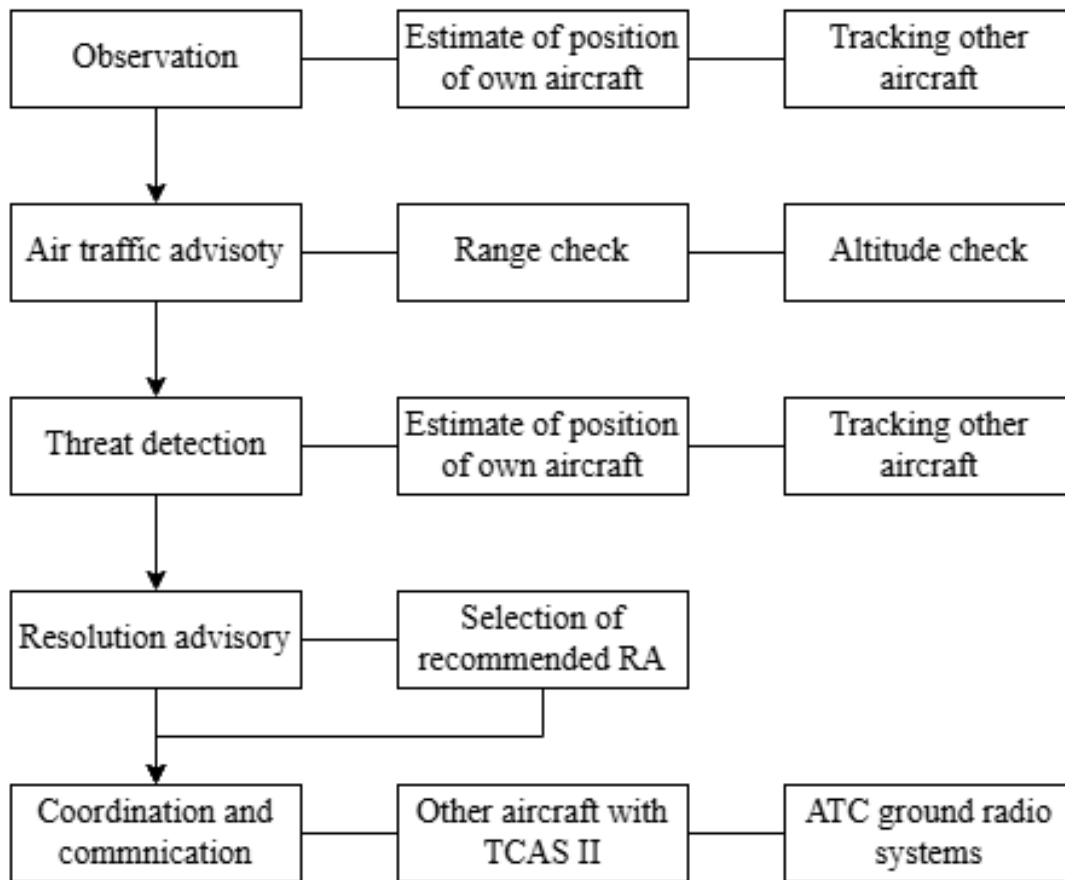 Observation
Estimate of position
of own aircraft
Tracking other
aircraft
Air traffic advisoty
Range check
Altitude check
Threat detection
Estimate of position
of own aircraft
Tracking other
aircraft
Resolution advisory
Selection of
recommended RA
Coordination and
commnication
Other aircraft with
TCAS II
ATC ground radio
systems